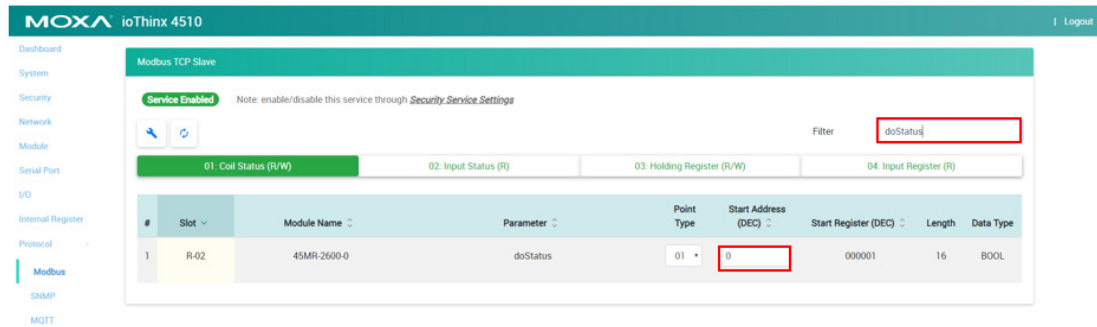 MOXA ioThinx 4510
| Logout
Dashboard
System
Security
Network
Module
Serial Port
I/O
Internal Register
Protocol
Modbus
SNMP
MQTT
Modbus TCP Slave
Service Enabled Note: enable/disable this service through Security Service Settings
Filter doStatus
01: Coil Status (R/W) 02: Input Status (R) 03: Holding Register (R/W) 04: Input Register (R)
# Slot Module Name Parameter Point Type Start Address (DEC) Start Register (DEC) Length Data Type
1 R-02 45MR-2600-0 doStatus 01 0 000001 16 BOOL